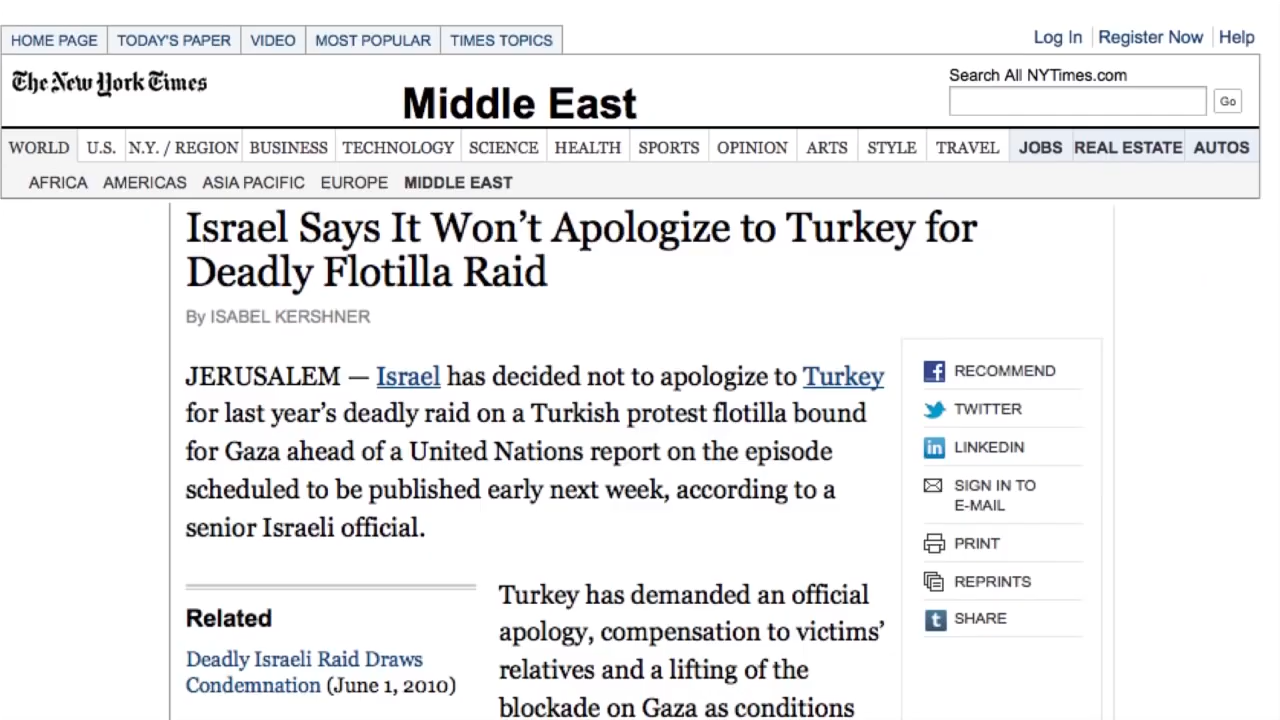 HOME PAGE TODAY'S PAPER VIDEO MOST POPULAR TIMES TOPICS
Log In Register Now Help
The New York Times
Middle East
Search All NYTimes.com
Go
WORLD U.S. N.Y. / REGION BUSINESS TECHNOLOGY SCIENCE HEALTH SPORTS OPINION ARTS STYLE TRAVEL JOBS REAL ESTATE AUTOS
AFRICA AMERICAS ASIA PACIFIC EUROPE MIDDLE EAST
Israel Says It Won’t Apologize to Turkey for
Deadly Flotilla Raid
By ISABEL KERSHNER
JERUSALEM — Israel has decided not to apologize to Turkey
for last year’s deadly raid on a Turkish protest flotilla bound
for Gaza ahead of a United Nations report on the episode
scheduled to be published early next week, according to a
senior Israeli official.
Related
Deadly Israeli Raid Draws
Condemnation (June 1, 2010)
Turkey has demanded an official
apology, compensation to victims’
relatives and a lifting of the
blockade on Gaza as conditions
RECOMMEND
TWITTER
LINKEDIN
SIGN IN TO
E-MAIL
PRINT
REPRINTS
SHARE